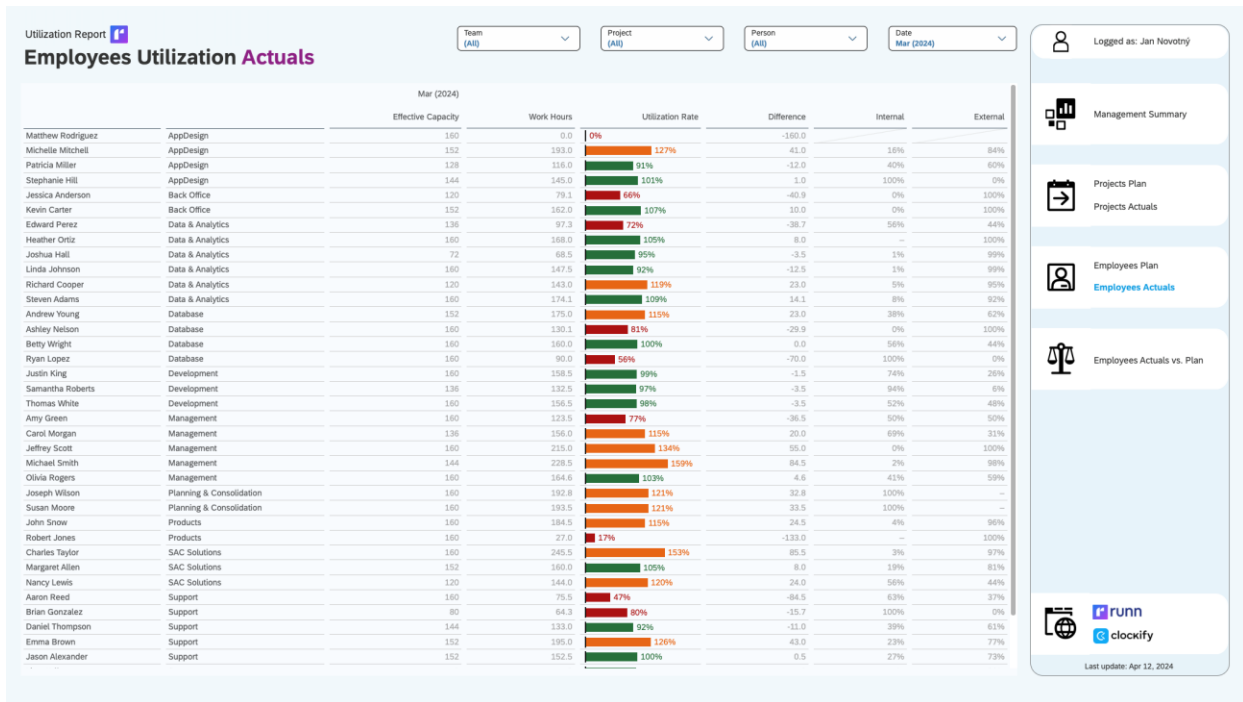 Utilization Report
Employees Utilization Actuals
Team
(All)
Project
(All)
Person
(All)
Date
Mar (2024)
Mar (2024)
Effective Capacity Work Hours Utilization Rate Difference Internal External
Matthew Rodriguez AppDesign 160 0.0 0% -160.0
Michelle Mitchell AppDesign 152 193.0 127% 41.0 16% 84%
Patricia Miller AppDesign 128 116.0 91% -12.0 40% 60%
Stephanie Hill AppDesign 144 145.0 101% 1.0 100% 0%
Jessica Anderson Back Office 120 79.1 66% -40.9 0% 100%
Kevin Carter Back Office 152 162.0 107% 10.0 0% 100%
Edward Perez Data & Analytics 136 97.3 72% -38.7 56% 44%
Heather Ortiz Data & Analytics 160 168.0 105% 8.0 – 100%
Joshua Hall Data & Analytics 72 68.5 95% -3.5 1% 99%
Linda Johnson Data & Analytics 160 147.5 92% -12.5 1% 99%
Richard Cooper Data & Analytics 120 143.0 119% 23.0 5% 95%
Steven Adams Data & Analytics 160 174.1 109% 14.1 8% 92%
Andrew Young Database 152 175.0 115% 23.0 38% 62%
Ashley Nelson Database 160 130.1 81% -29.9 0% 100%
Betty Wright Database 160 160.0 100% 0.0 56% 44%
Ryan Lopez Database 160 90.0 56% -70.0 100% 0%
Justin King Development 160 158.5 99% -1.5 74% 26%
Samantha Roberts Development 136 132.5 97% -3.5 94% 6%
Thomas White Development 160 156.5 98% -3.5 52% 48%
Amy Green Management 160 123.5 77% -36.5 50% 50%
Carol Morgan Management 136 156.0 115% 20.0 69% 31%
Jeffrey Scott Management 160 215.0 134% 55.0 0% 100%
Michael Smith Management 144 228.5 159% 84.5 2% 98%
Olivia Rogers Management 160 164.6 103% 4.6 41% 59%
Joseph Wilson Planning & Consolidation 160 192.8 121% 32.8 100% –
Susan Moore Planning & Consolidation 160 193.5 121% 33.5 100% –
John Snow Products 160 184.5 115% 24.5 4% 96%
Robert Jones Products 160 27.0 17% -133.0 – 100%
Charles Taylor SAC Solutions 160 245.5 153% 85.5 3% 97%
Margaret Allen SAC Solutions 152 160.0 105% 8.0 19% 81%
Nancy Lewis SAC Solutions 120 144.0 120% 24.0 56% 44%
Aaron Reed Support 160 75.5 47% -84.5 63% 37%
Brian Gonzalez Support 80 64.3 80% -15.7 100% 0%
Daniel Thompson Support 144 133.0 92% -11.0 39% 61%
Emma Brown Support 152 195.0 126% 43.0 23% 77%
Jason Alexander Support 152 152.5 100% 0.5 27% 73%
Logged as: Jan Novotný
Management Summary
Projects Plan
Projects Actuals
Employees Plan
Employees Actuals
Employees Actuals vs. Plan
runn
clockify
Last update: Apr 12, 2024